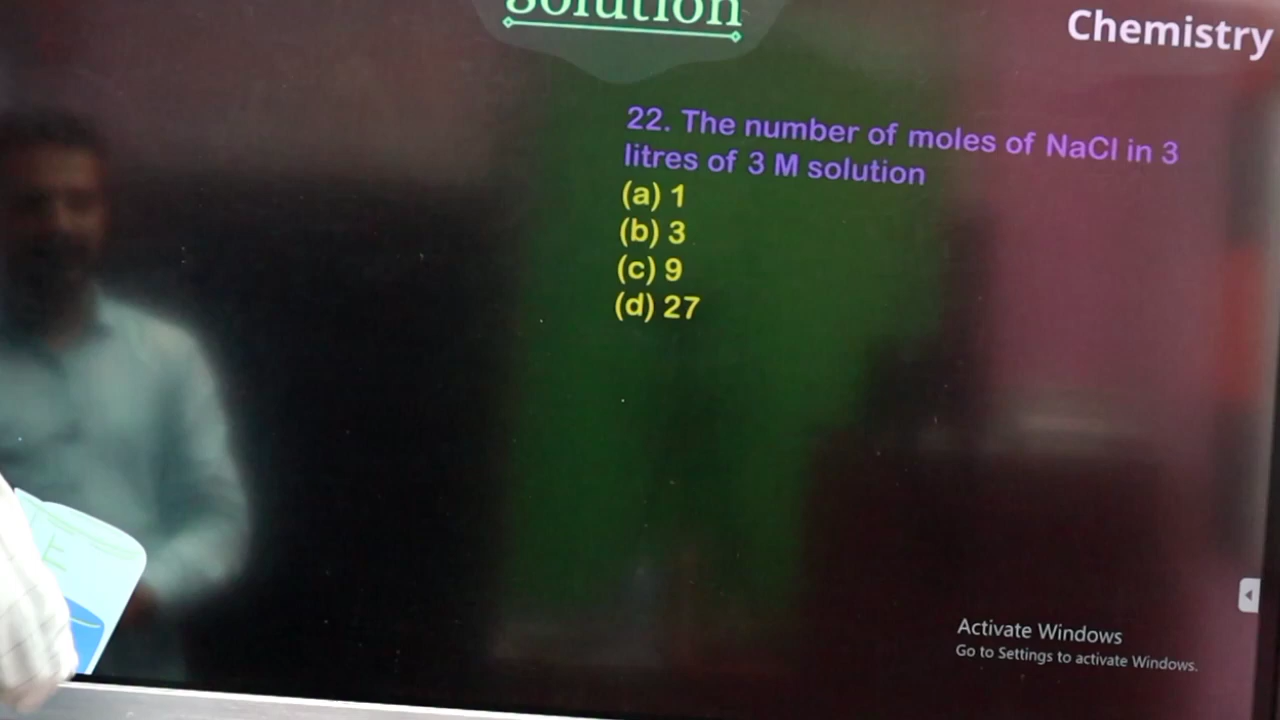 solution
Chemistry
22. The number of moles of NaCl in 3
litres of 3 M solution
(a) 1
(b) 3
(c) 9
(d) 27
E
Activate Windows
Go to Settings to activate Windows.